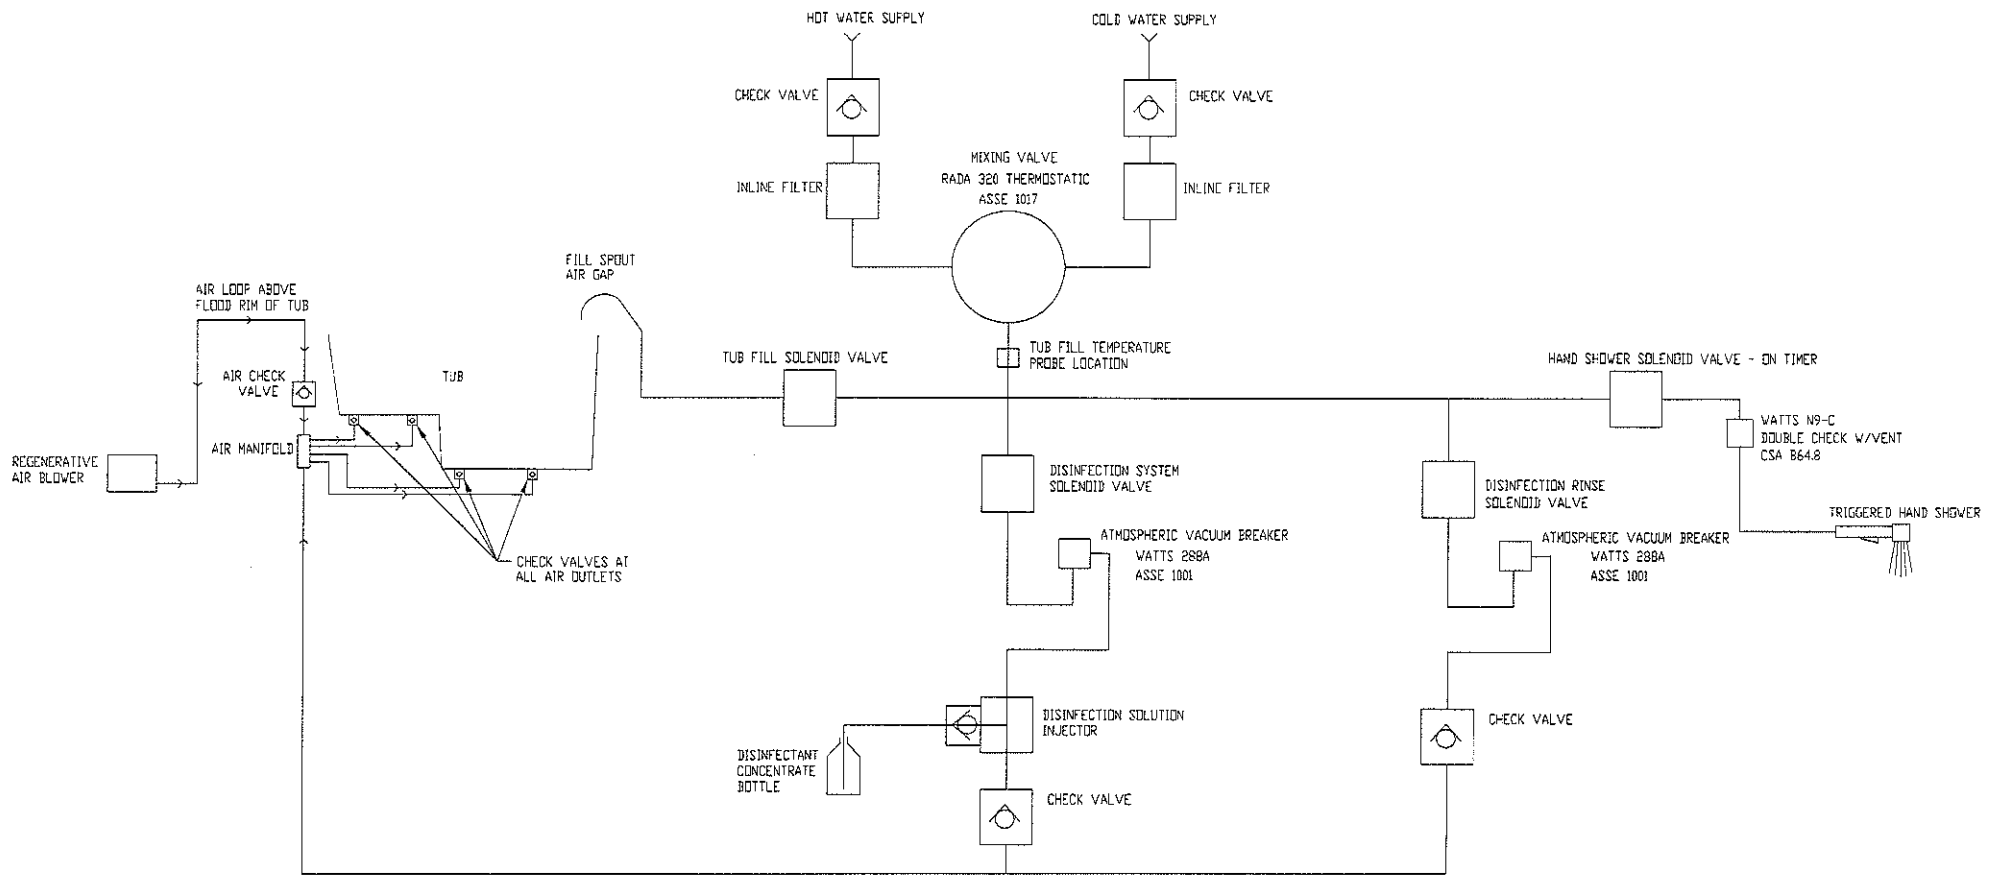 HOT WATER SUPPLY
COLD WATER SUPPLY
CHECK VALVE
CHECK VALVE
MIXING VALVE
RADA 320 THERMOSTATIC
ASSE 1017
INLINE FILTER
INLINE FILTER
FILL SPOUT
AIR GAP
AIR LOOP ABOVE
FLOOD RIM OF TUB
TUB FILL SOLENOID VALVE
TUB FILL TEMPERATURE
PROBE LOCATION
HAND SHOWER SOLENOID VALVE - ON TIMER
AIR CHECK
VALVE
TUB
WATTS N9-C
DOUBLE CHECK W/VENT
CSA B64.8
AIR MANIFOLD
REGENERATIVE
AIR BLOWER
DISINFECTION SYSTEM
SOLENOID VALVE
DISINFECTION RINSE
SOLENOID VALVE
TRIGGERED HAND SHOWER
ATMOSPHERIC VACUUM BREAKER
WATTS 288A
ASSE 1001
ATMOSPHERIC VACUUM BREAKER
WATTS 288A
ASSE 1001
CHECK VALVES AT
ALL AIR OUTLETS
DISINFECTION SOLUTION
INJECTOR
CHECK VALVE
DISINFECTANT
CONCENTRATE
BOTTLE
CHECK VALVE